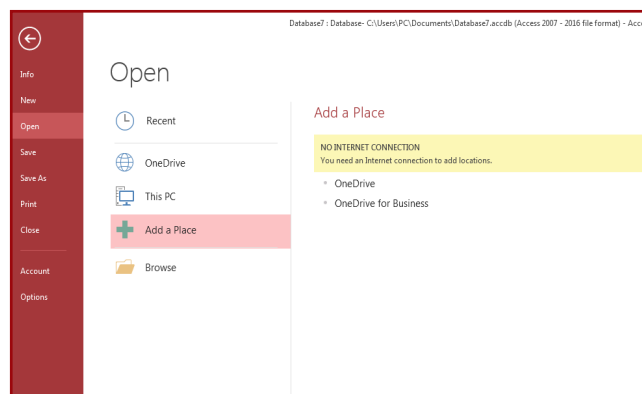 Database7 : Database- C:\Users\PC\Documents\Database7.accdb (Access 2007 - 2016 file format) -
Info
New
Open
Save
Save As
Print
Close
Account
Options
Open
Recent
OneDrive
This PC
Add a Place
Browse
Add a Place
NO INTERNET CONNECTION
You need an Internet connection to add locations.
OneDrive
OneDrive for Business